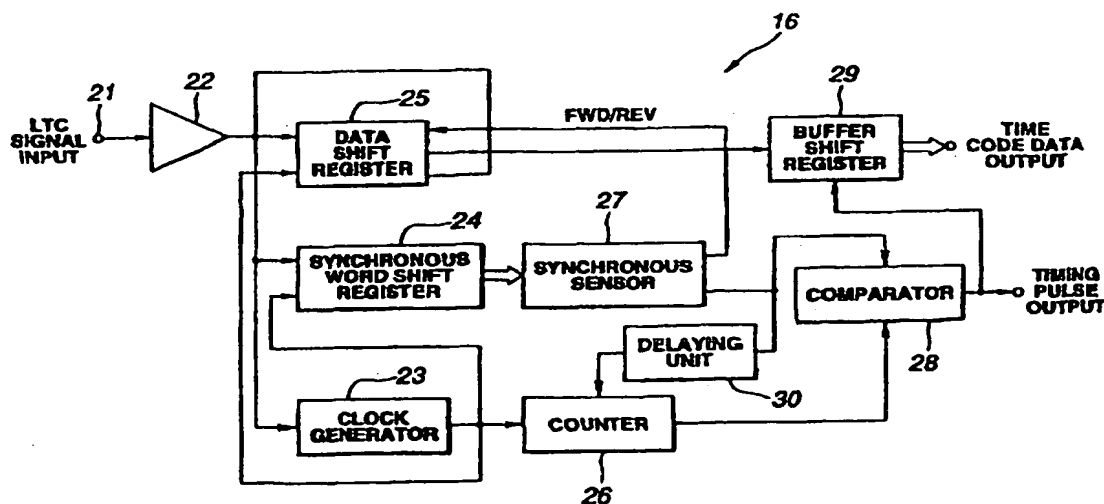 16
21
LTC
SIGNAL
INPUT
22
25
DATA
SHIFT
REGISTER
FWD/REV
29
BUFFER
SHIFT
REGISTER
TIME
CODE DATA
OUTPUT
24
SYNCHRONOUS
WORD SHIFT
REGISTER
27
SYNCHRONOUS
SENSOR
COMPARATOR
28
TIMING
PULSE
OUTPUT
DELAYING
UNIT
30
23
CLOCK
GENERATOR
COUNTER
26